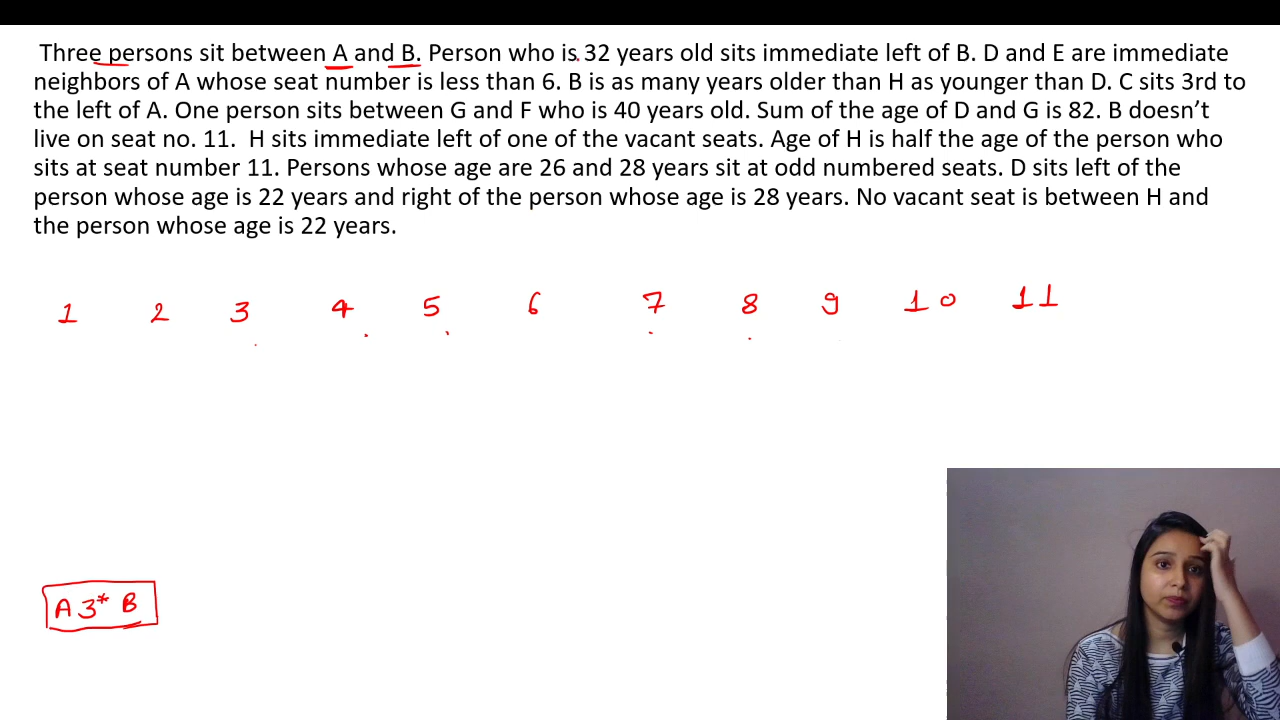 Three persons sit between A and B. Person who is 32 years old sits immediate left of B. D and E are immediate
neighbors of A whose seat number is less than 6. B is as many years older than H as younger than D. C sits 3rd to
the left of A. One person sits between G and F who is 40 years old. Sum of the age of D and G is 82. B doesn’t
live on seat no. 11. H sits immediate left of one of the vacant seats. Age of H is half the age of the person who
sits at seat number 11. Persons whose age are 26 and 28 years sit at odd numbered seats. D sits left of the
person whose age is 22 years and right of the person whose age is 28 years. No vacant seat is between H and
the person whose age is 22 years.
1 2 3 4 5 6 7 8 9 10 11
A 3* B